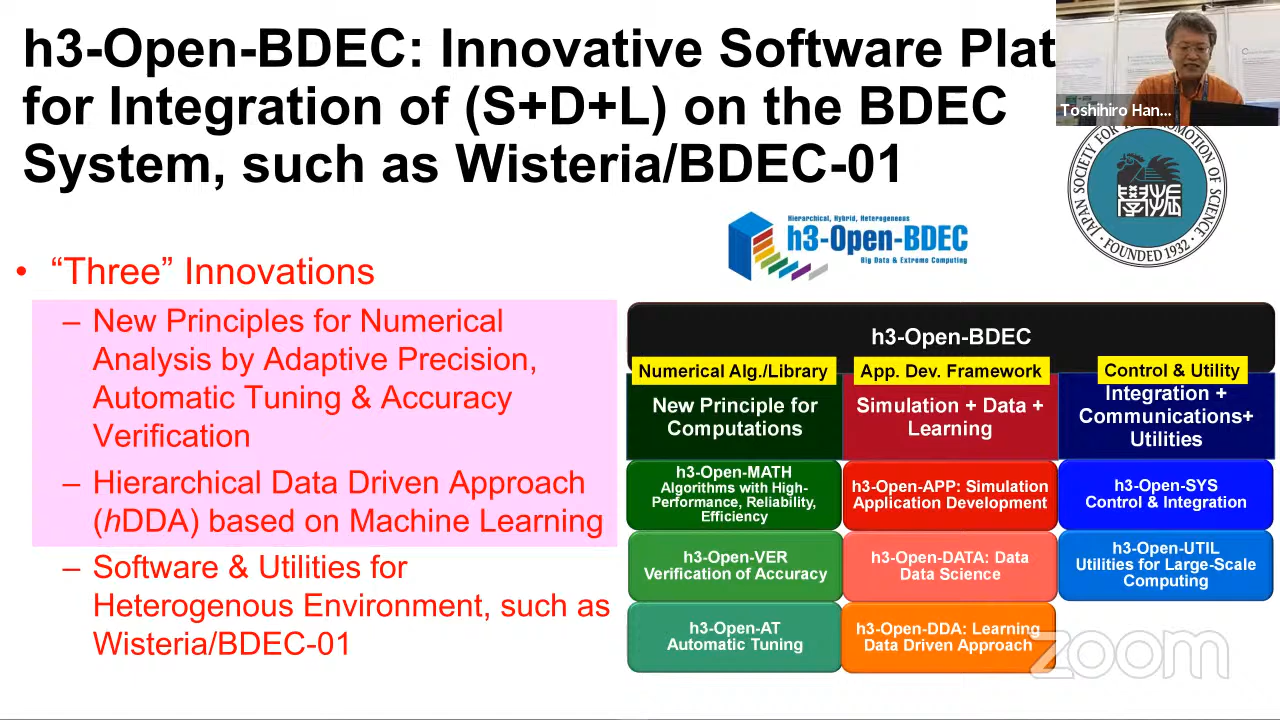 h3-Open-BDEC: Innovative Software Plat
for Integration of (S+D+L) on the BDEC
System, such as Wisteria/BDEC-01
Toshihiro Han...
JAPAN SOCIETY FOR THE PROMOTION OF SCIENCE
• FOUNDED 1932 •
Hierarchical, Hybrid, Heterogeneous
h3-Open-BDEC
Big Data & Extreme Computing
• “Three” Innovations
– New Principles for Numerical
Analysis by Adaptive Precision,
Automatic Tuning & Accuracy
Verification
– Hierarchical Data Driven Approach
(hDDA) based on Machine Learning
– Software & Utilities for
Heterogenous Environment, such as
Wisteria/BDEC-01
h3-Open-BDEC
Numerical Alg./Library
New Principle for
Computations
h3-Open-MATH
Algorithms with High-
Performance, Reliability,
Efficiency
h3-Open-VER
Verification of Accuracy
h3-Open-AT
Automatic Tuning
App. Dev. Framework
Simulation + Data +
Learning
h3-Open-APP: Simulation
Application Development
h3-Open-DATA: Data
Data Science
h3-Open-DDA: Learning
Data Driven Approach
Control & Utility
Integration +
Communications+
Utilities
h3-Open-SYS
Control & Integration
h3-Open-UTIL
Utilities for Large-Scale
Computing
zoom